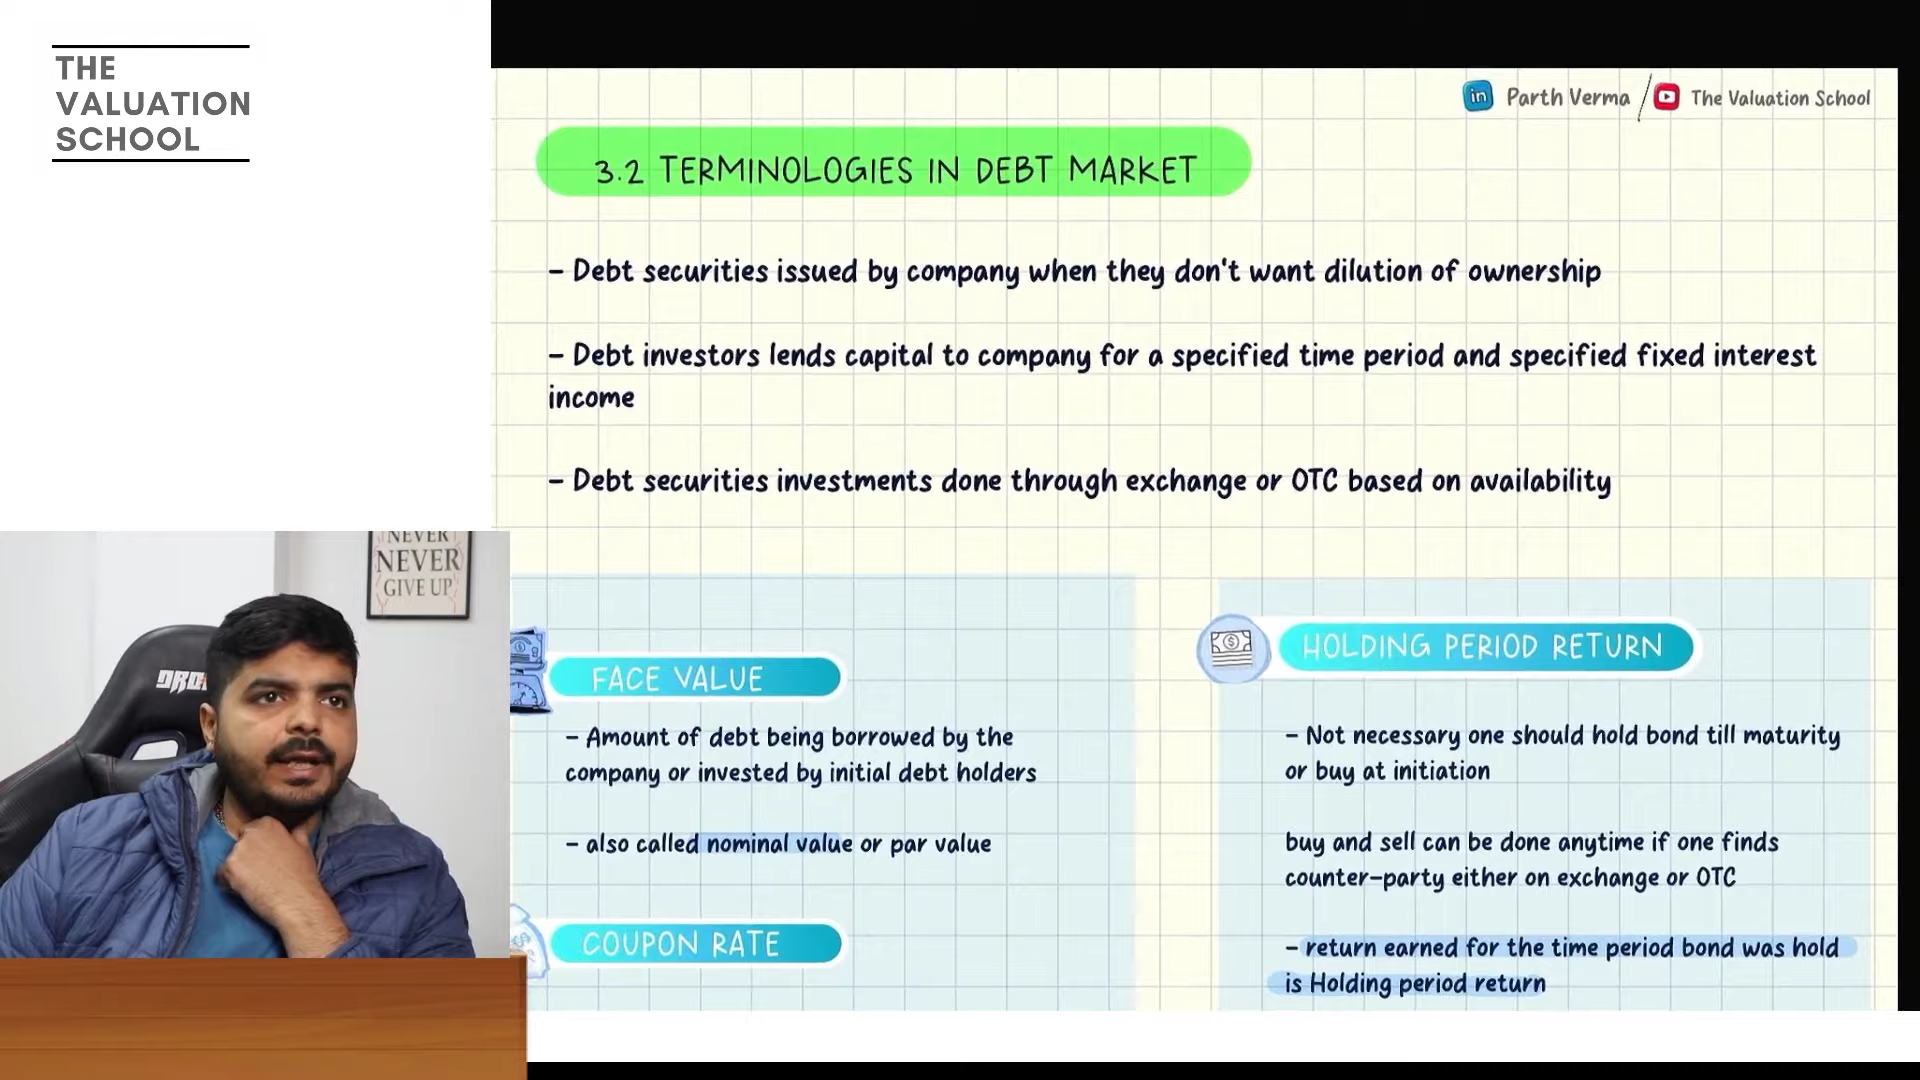 THE
VALUATION
SCHOOL
in Parth Verma / The Valuation School
3.2 TERMINOLOGIES IN DEBT MARKET
- Debt securities issued by company when they don't want dilution of ownership
- Debt investors lends capital to company for a specified time period and specified fixed interest
income
- Debt securities investments done through exchange or OTC based on availability
NEVER
NEVER
GIVE UP
FACE VALUE
- Amount of debt being borrowed by the
company or invested by initial debt holders
- also called nominal value or par value
COUPON RATE
HOLDING PERIOD RETURN
- Not necessary one should hold bond till maturity
or buy at initiation
buy and sell can be done anytime if one finds
counter-party either on exchange or OTC
- return earned for the time period bond was hold
is Holding period return